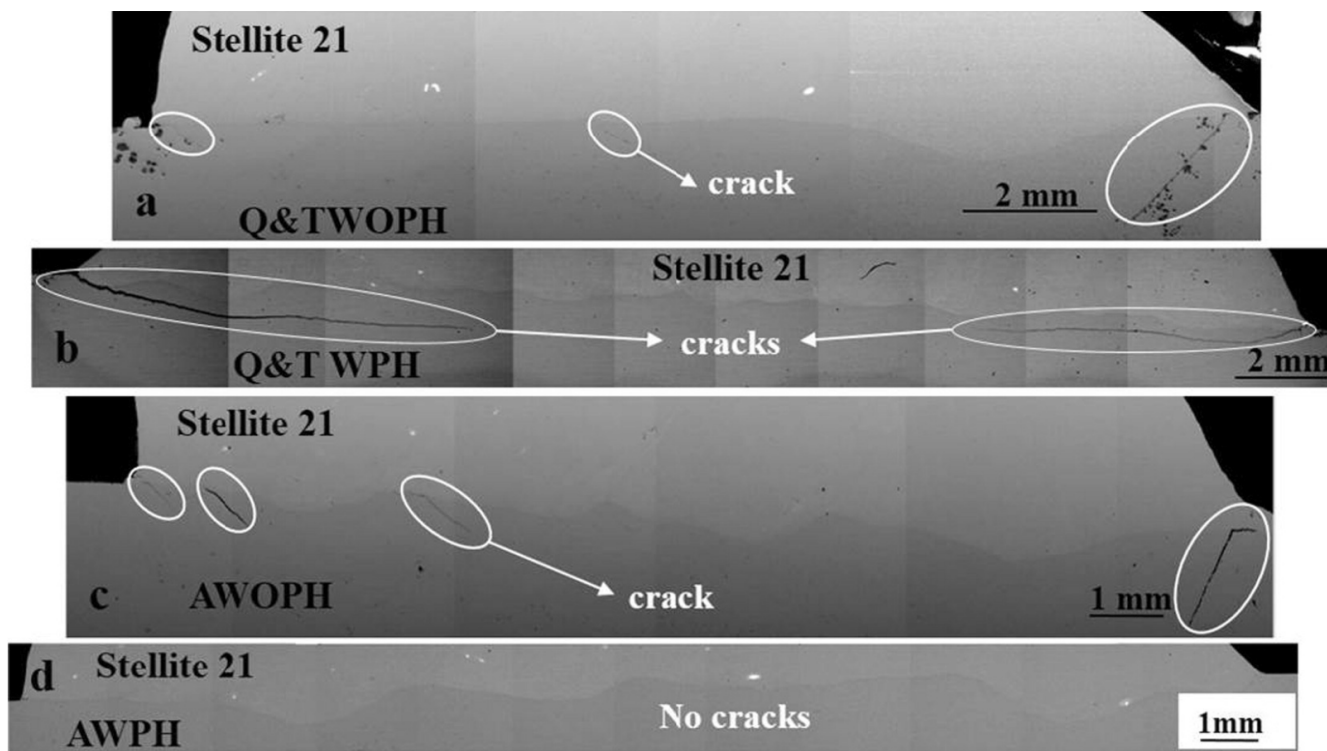 Stellite 21
crack
2 mm
a
Q&TWOPH
Stellite 21
cracks
b
Q&T WPH
2 mm
Stellite 21
c
AWOPH
crack
1 mm
Stellite 21
d
AWPH
No cracks
1mm